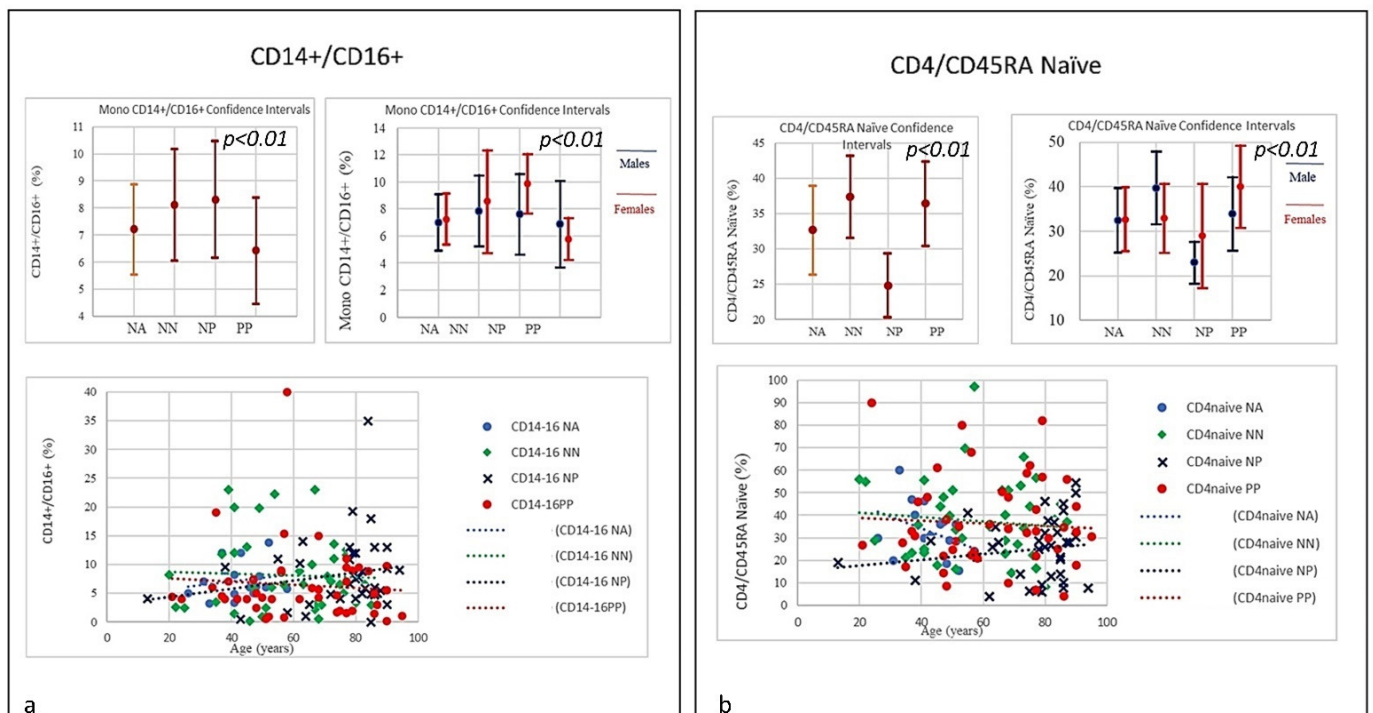 CD14+/CD16+
Mono CD14+/CD16+ Confidence Intervals
p<0.01
CD14+/CD16+ (%)
11
10
9
8
7
6
5
4
NA NN NP PP
Mono CD14+/CD16+ Confidence Intervals
p<0.01
Mono CD14+/CD16+ (%)
14
12
10
8
6
4
2
0
NA NN NP PP
Males
Females
CD14+/CD16+ (%)
40
35
30
25
20
15
10
5
0
0 20 40 60 80 100
Age (years)
CD14-16 NA
CD14-16 NN
CD14-16 NP
CD14-16PP
(CD14-16 NA)
(CD14-16 NN)
(CD14-16 NP)
(CD14-16PP)
a
CD4/CD45RA Naïve
CD4/CD45RA Naïve Confidence
Intervals
p<0.01
CD4/CD45RA Naïve (%)
45
40
35
30
25
20
NA NN NP PP
CD4/CD45RA Naïve Confidence Intervals
p<0.01
CD4/CD45RA Naïve (%)
50
40
30
20
10
NA NN NP PP
Male
Females
CD4/CD45RA Naïve (%)
100
90
80
70
60
50
40
30
20
10
0
0 20 40 60 80 100
Age (years)
CD4naive NA
CD4naive NN
CD4naive NP
CD4naive PP
(CD4naive NA)
(CD4naive NN)
(CD4naive NP)
(CD4naive PP)
b